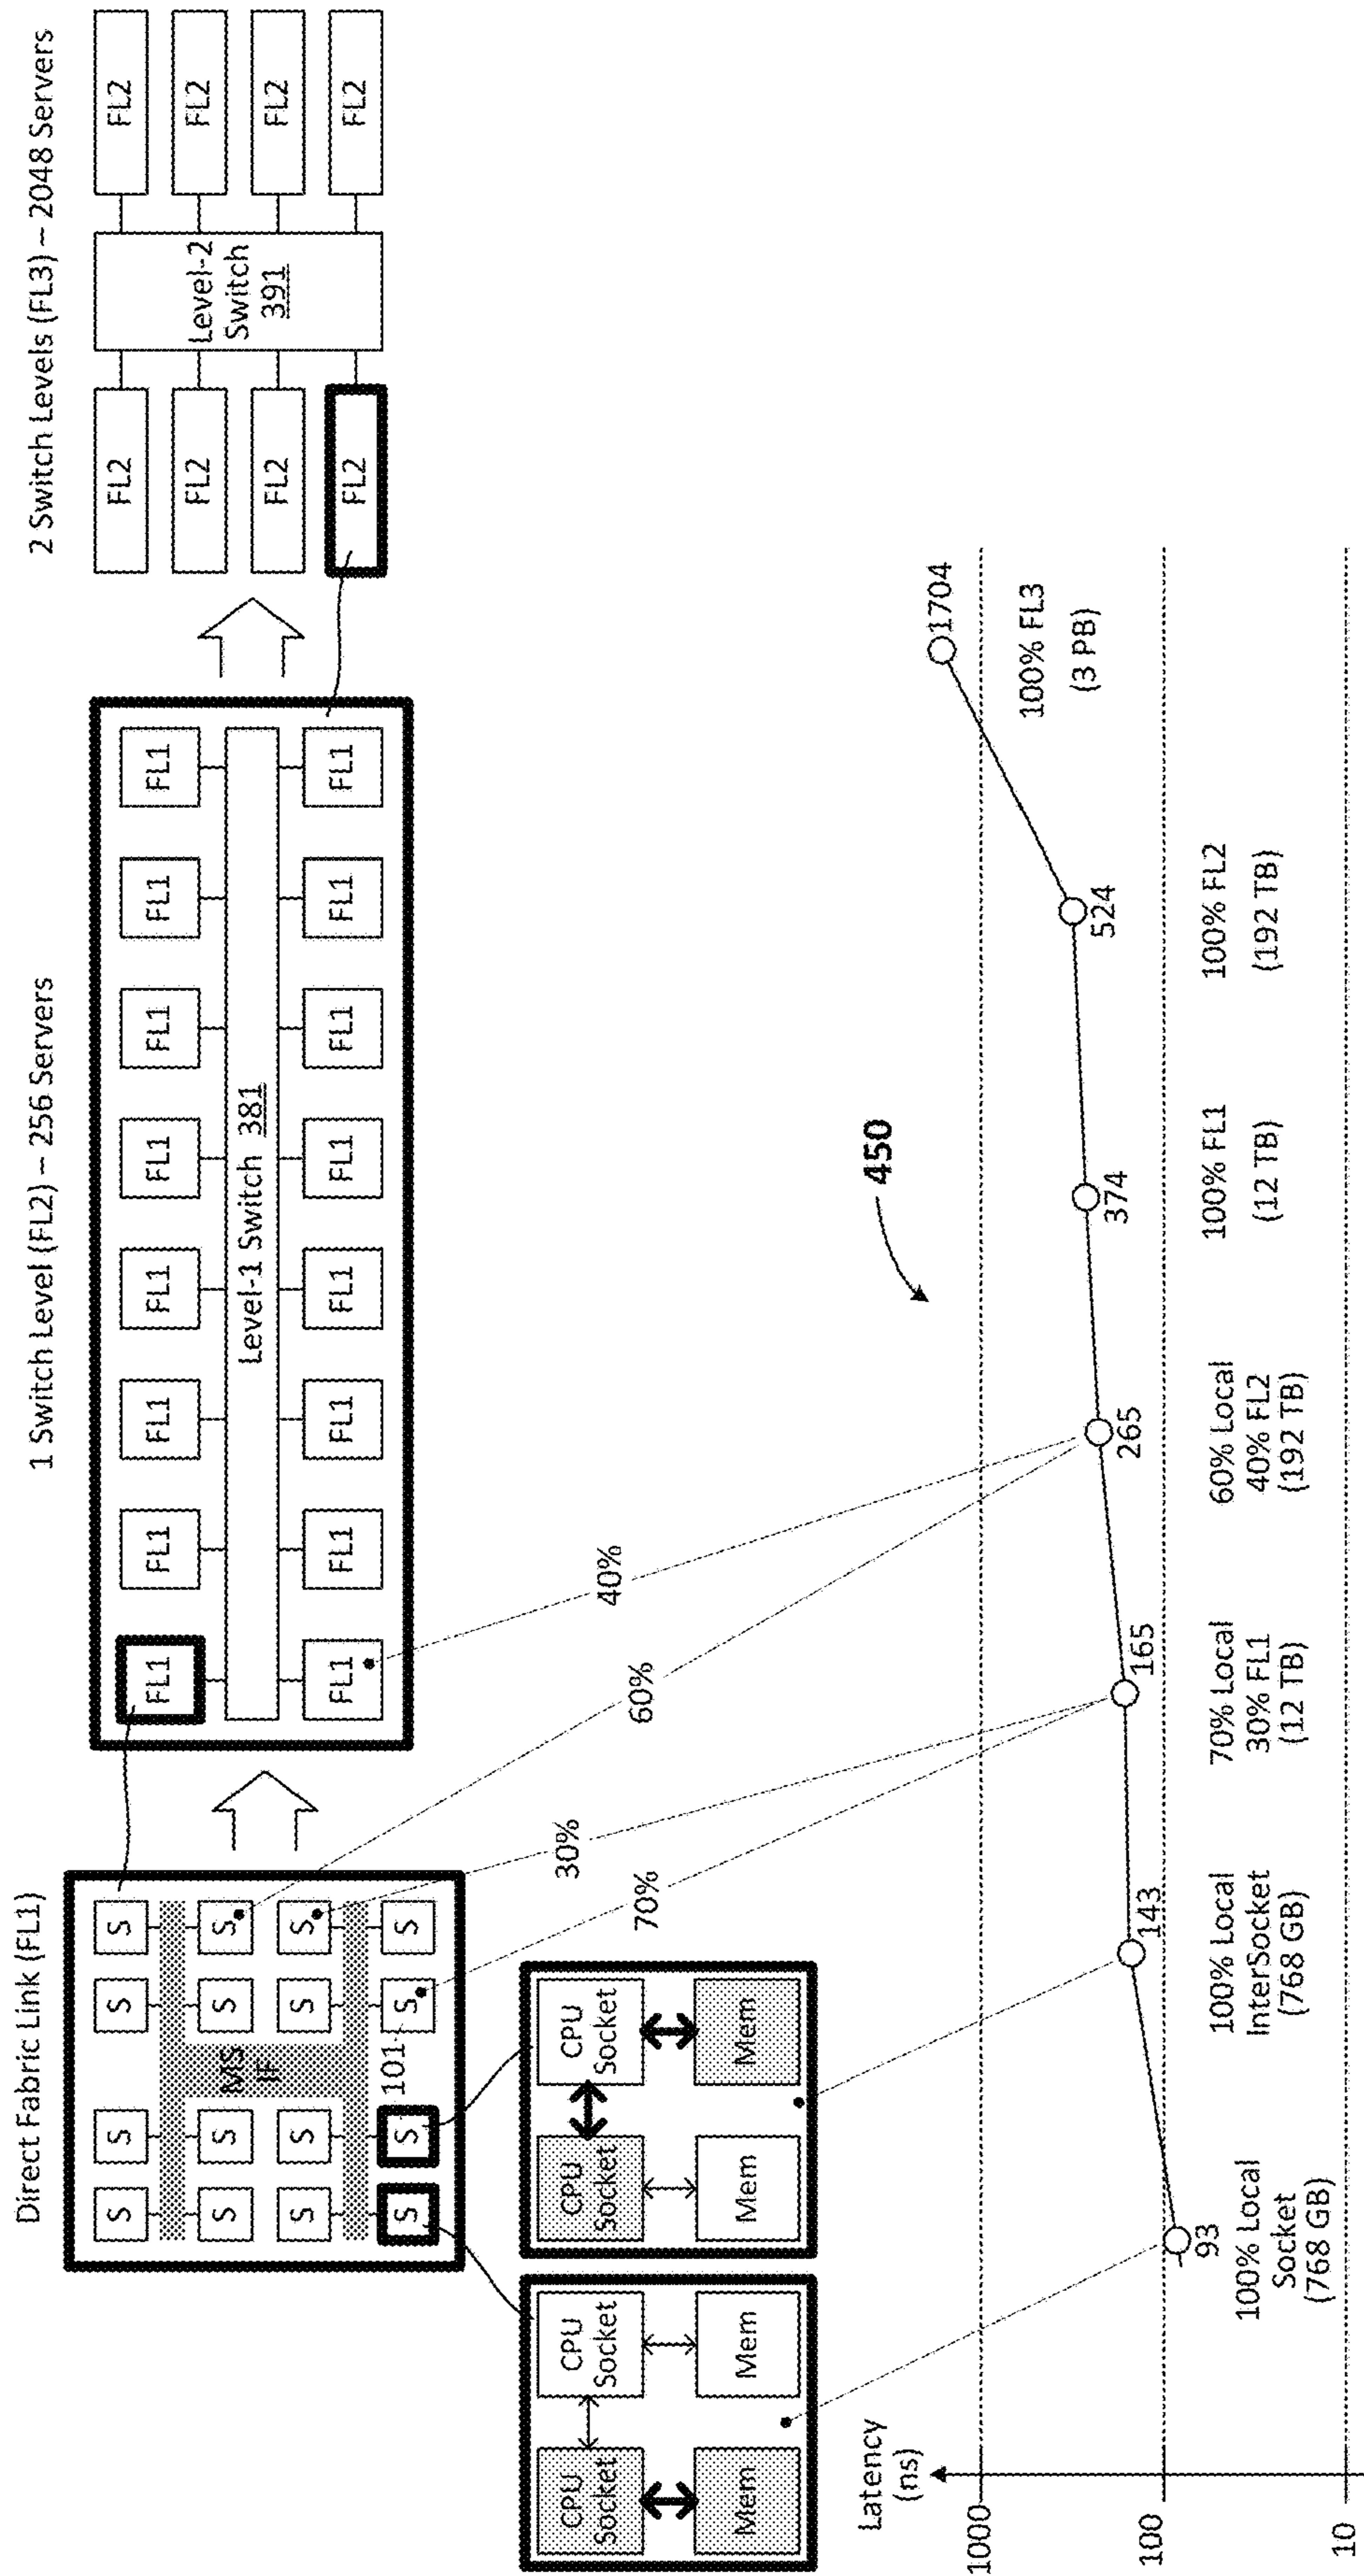 Direct Fabric Link (FL1)
S S S S
MS
IF
S S S S
S S S S
101
S S S S
1 Switch Level (FL2) – 256 Servers
FL1 FL1 FL1 FL1 FL1 FL1 FL1 FL1
Level-1 Switch 381
FL1 FL1 FL1 FL1 FL1 FL1 FL1 FL1
2 Switch Levels (FL3) – 2048 Servers
FL2 FL2
FL2 FL2
FL2 FL2
FL2 FL2
Level-2
Switch
391
CPU
Socket
CPU
Socket
Mem
Mem
CPU
Socket
CPU
Socket
Mem
Mem
70%
30%
60%
40%
450
Latency
(ns)
1000
100
10
93
143
165
265
374
524
1704
100% Local
Socket
(768 GB)
100% Local
InterSocket
(768 GB)
70% Local
30% FL1
(12 TB)
60% Local
40% FL2
(192 TB)
100% FL1
(12 TB)
100% FL2
(192 TB)
100% FL3
(3 PB)